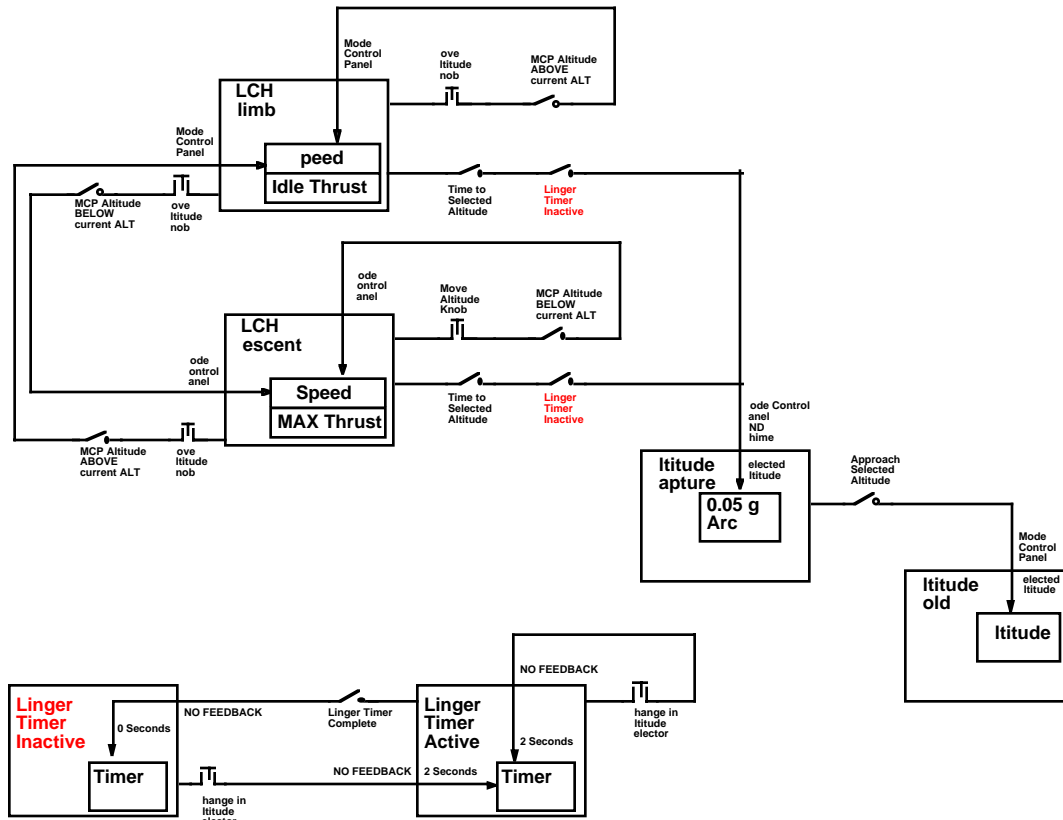 Mode
Control
Panel
ove
ltitude
nob
MCP Altitude
ABOVE
current ALT
LCH
limb
Mode
Control
Panel
peed
Idle Thrust
MCP Altitude
BELOW
current ALT
ove
ltitude
nob
Time to
Selected
Altitude
Linger
Timer
Inactive
ode
ontrol
anel
Move
Altitude
Knob
MCP Altitude
BELOW
current ALT
LCH
escent
ode
ontrol
anel
Speed
MAX Thrust
Time to
Selected
Altitude
Linger
Timer
Inactive
MCP Altitude
ABOVE
current ALT
ove
ltitude
nob
ode Control
anel
ND
hime
ltitude
apture
elected
ltitude
0.05 g
Arc
Approach
Selected
Altitude
Mode
Control
Panel
ltitude
old
elected
ltitude
ltitude
Linger
Timer
Inactive
NO FEEDBACK
0 Seconds
Timer
Linger Timer
Complete
Linger
Timer
Active
NO FEEDBACK
2 Seconds
Timer
hange in
ltitude
elector
NO FEEDBACK
2 Seconds
hange in
ltitude
elector